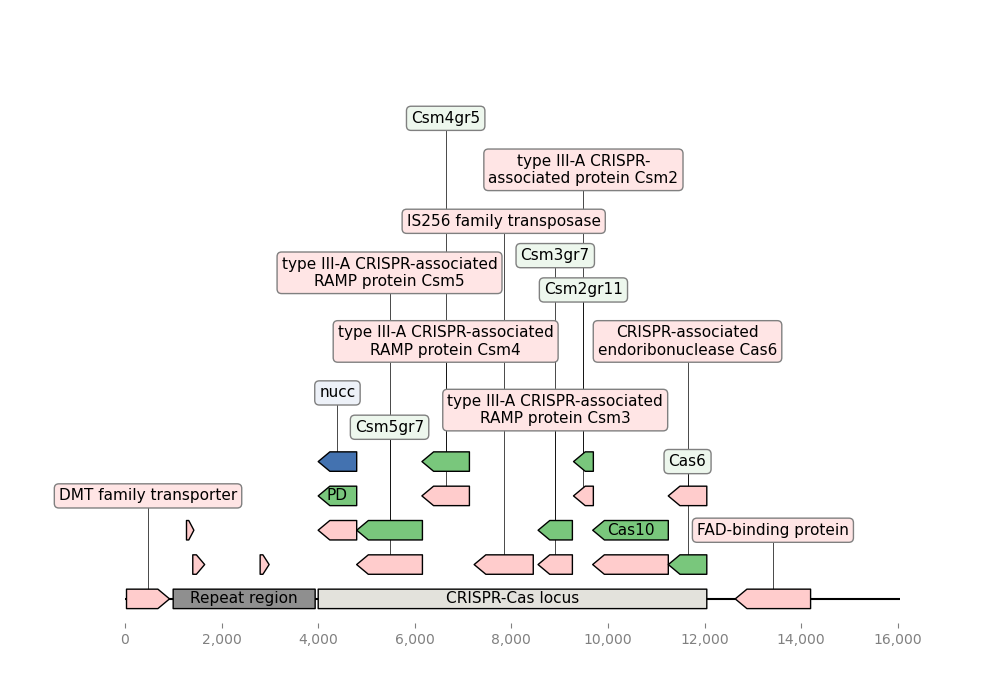 Csm4gr5
type III-A CRISPR-
associated protein Csm2
IS256 family transposase
Csm3gr7
type III-A CRISPR-associated
RAMP protein Csm5
Csm2gr11
type III-A CRISPR-associated
RAMP protein Csm4
CRISPR-associated
endoribonuclease Cas6
nucc
type III-A CRISPR-associated
RAMP protein Csm3
Csm5gr7
Cas6
DMT family transporter
PD
Cas10
FAD-binding protein
Repeat region
CRISPR-Cas locus
0 2,000 4,000 6,000 8,000 10,000 12,000 14,000 16,000